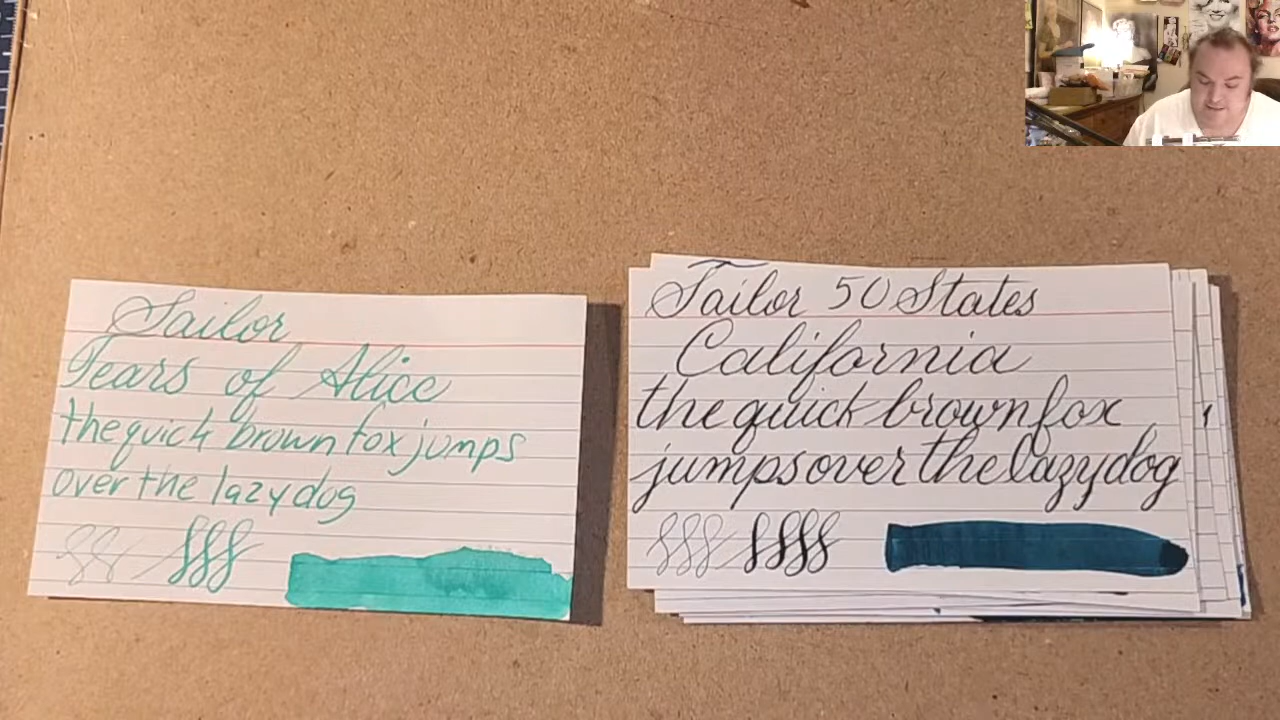 Sailor
Tears of Alice
the quick brown fox jumps
over the lazy dog
Sailor 50 States
California
the quick brown fox
jumps over the lazy dog